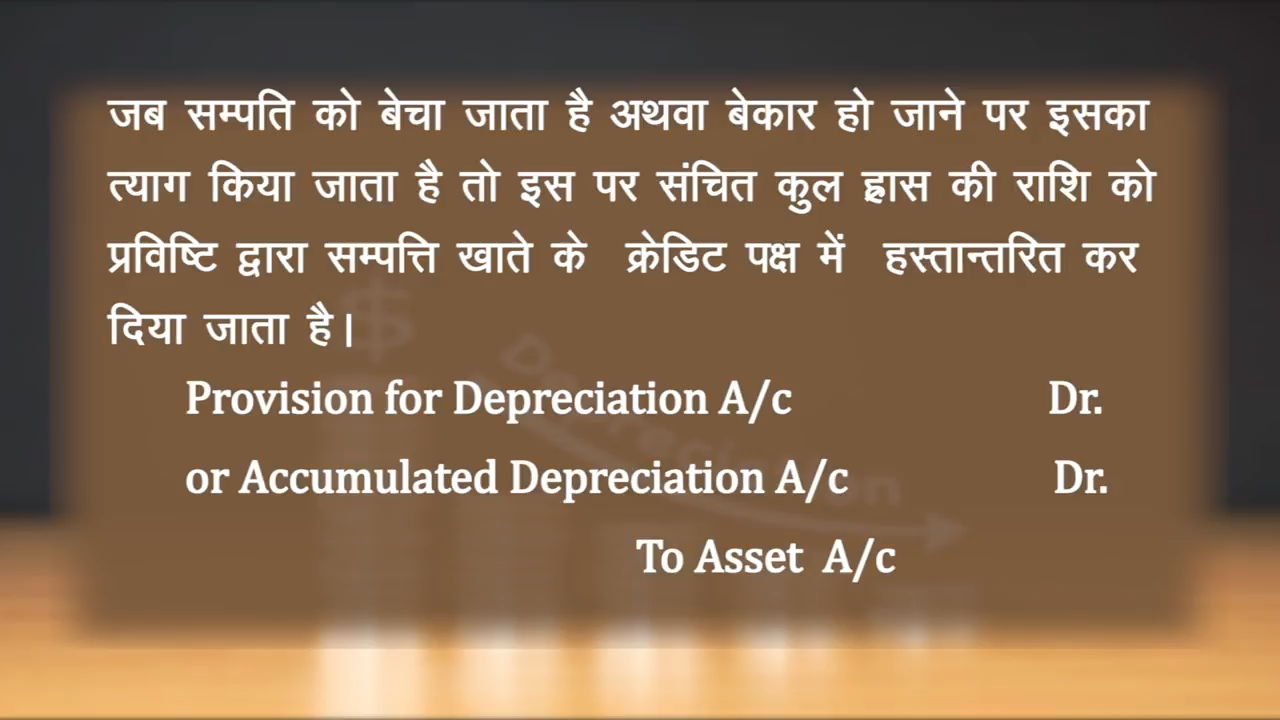 जब सम्पति को बेचा जाता है अथवा बेकार हो जाने पर इसका
त्याग किया जाता है तो इस पर संचित कुल ह्रास की राशि को
प्रविष्टि द्वारा सम्पत्ति खाते के क्रेडिट पक्ष में हस्तान्तरित कर
दिया जाता है।
Provision for Depreciation A/c Dr.
or Accumulated Depreciation A/c Dr.
To Asset A/c
$
Depreciation